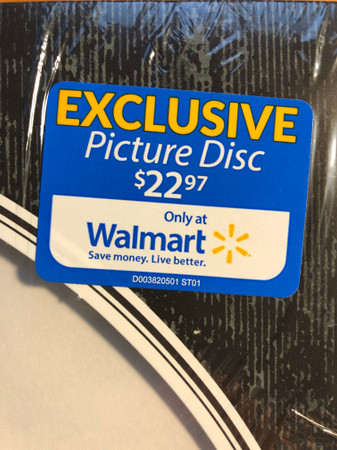 EXCLUSIVE
Picture Disc
$22.97
Only at
Walmart
Save money. Live better.
D003820501 ST01